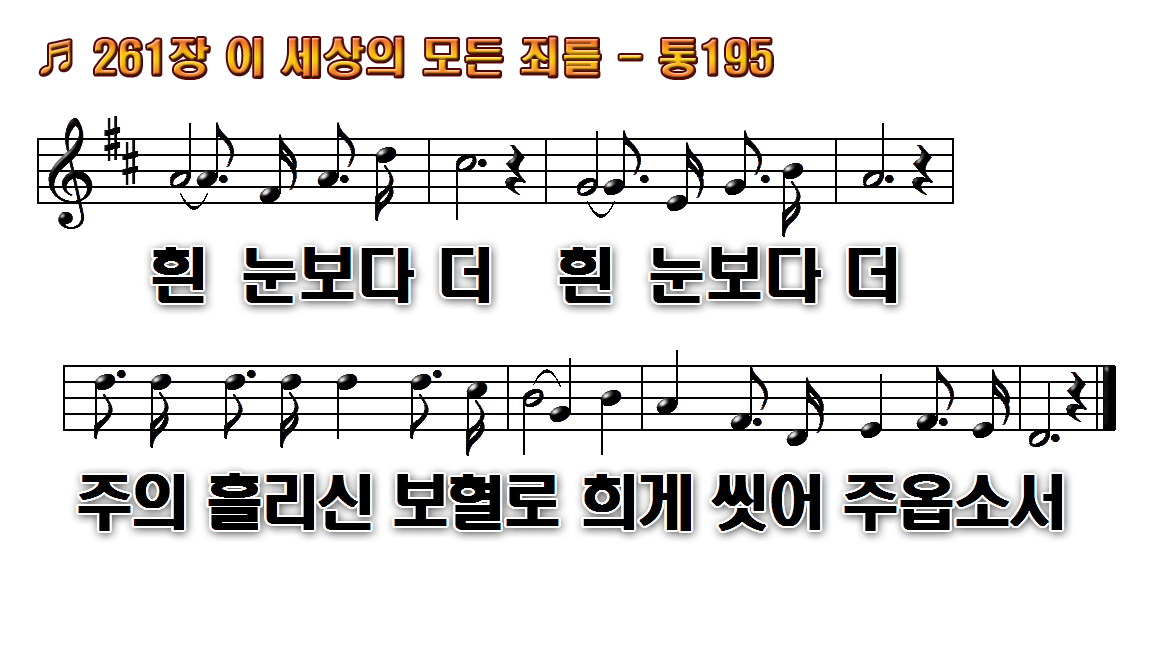 ♬ 261장 이 세상의 모든 죄를 - 통195
흰 눈보다 더 흰 눈보다 더
주의 흘리신 보혈로 희게 씻어 주옵소서